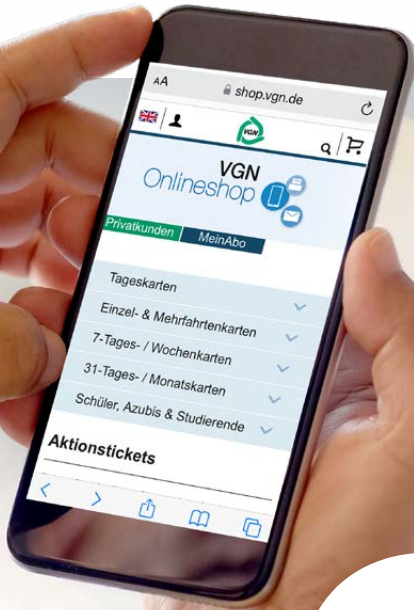 AA shop.vgn.de
VGN
VGN
Onlineshop
Privatkunden MeinAbo
Tageskarten
Einzel- & Mehrfahrtenkarten
7-Tages- / Wochenkarten
31-Tages- / Monatskarten
Schüler, Azubis & Studierende
Aktionstickets